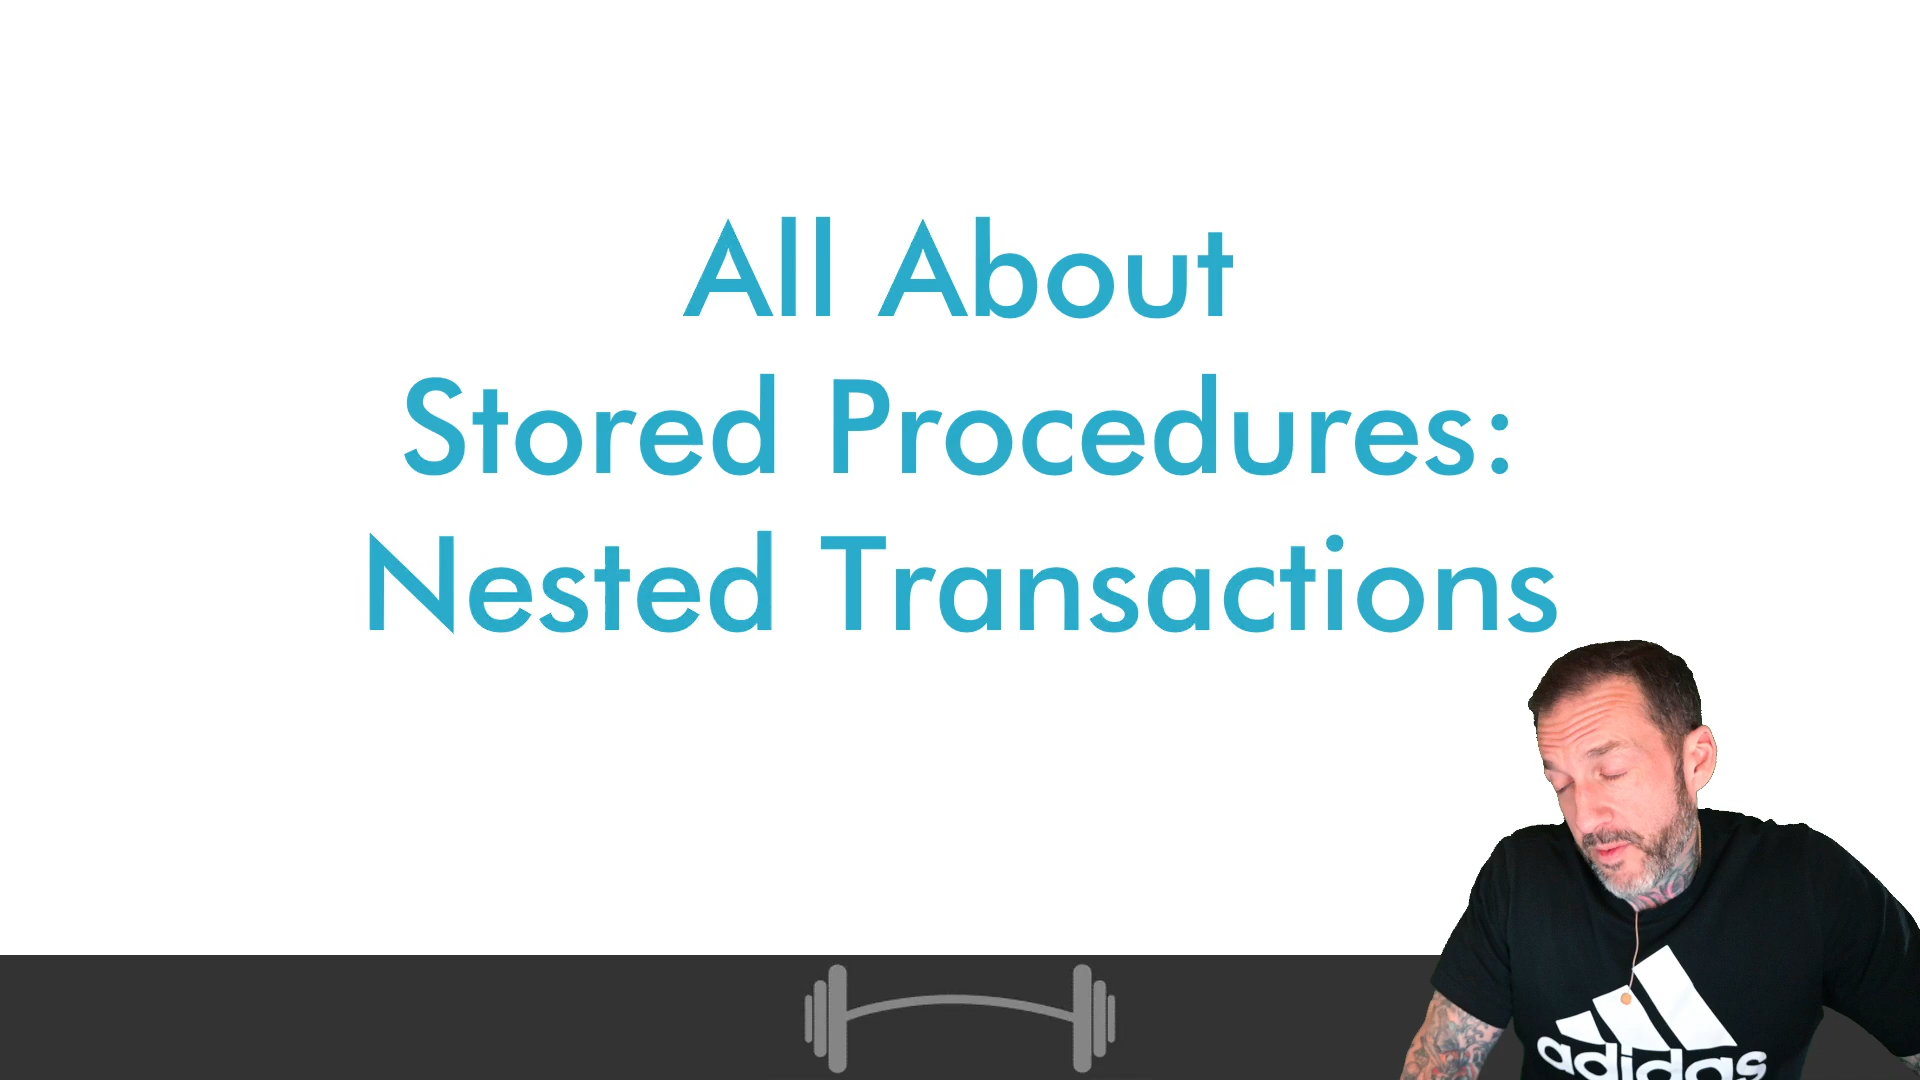 All About
Stored Procedures:
Nested Transactions
adidas